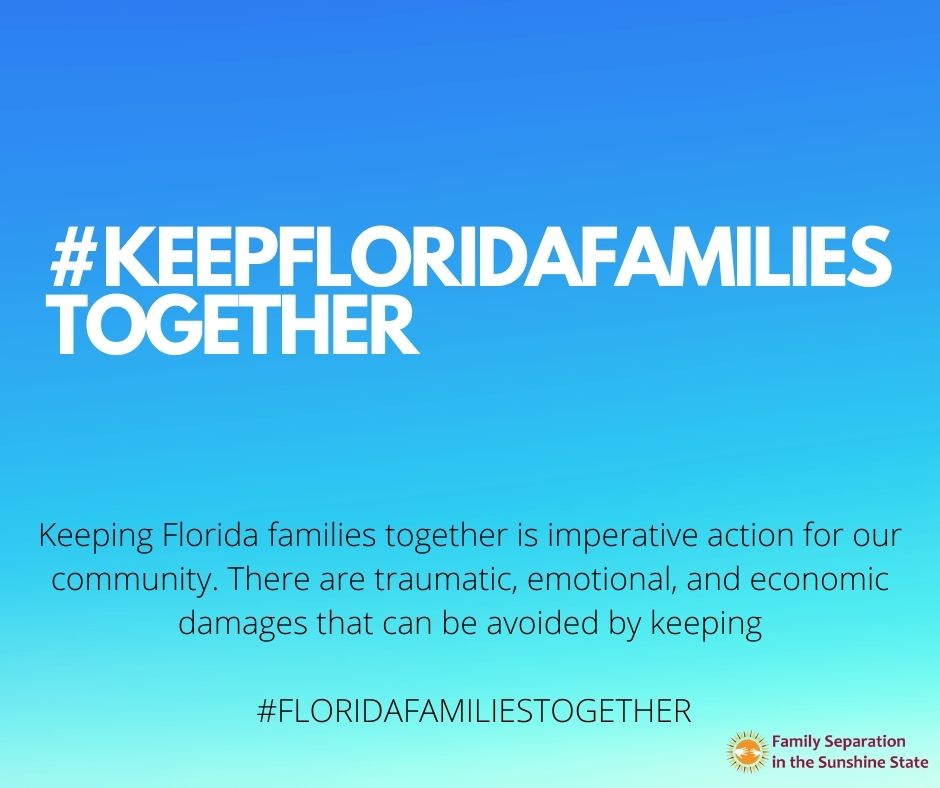 #KEEPFLORIDAFAMILIES
TOGETHER
Keeping Florida families together is imperative action for our
community. There are traumatic, emotional, and economic
damages that can be avoided by keeping
#FLORIDAFAMILIESTOGETHER
Family Separation
in the Sunshine State